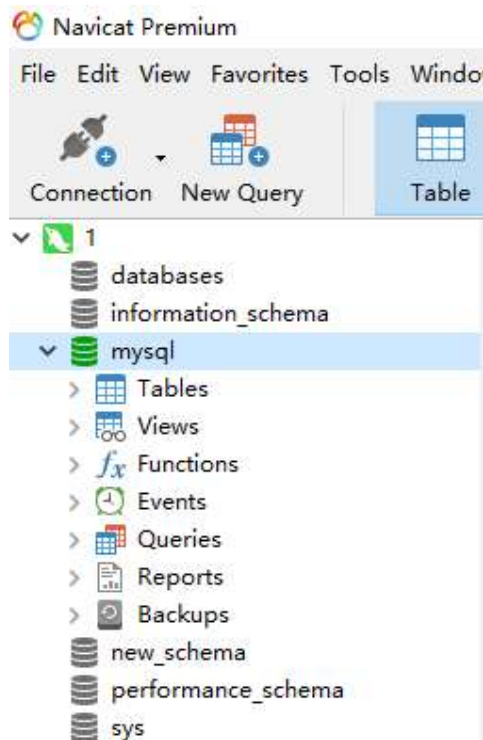 Navicat Premium
File Edit View Favorites Tools
Connection New Query Table
1
databases
information_schema
mysql
Tables
Views
fx Functions
Events
Queries
Reports
Backups
new_schema
performance_schema
sys